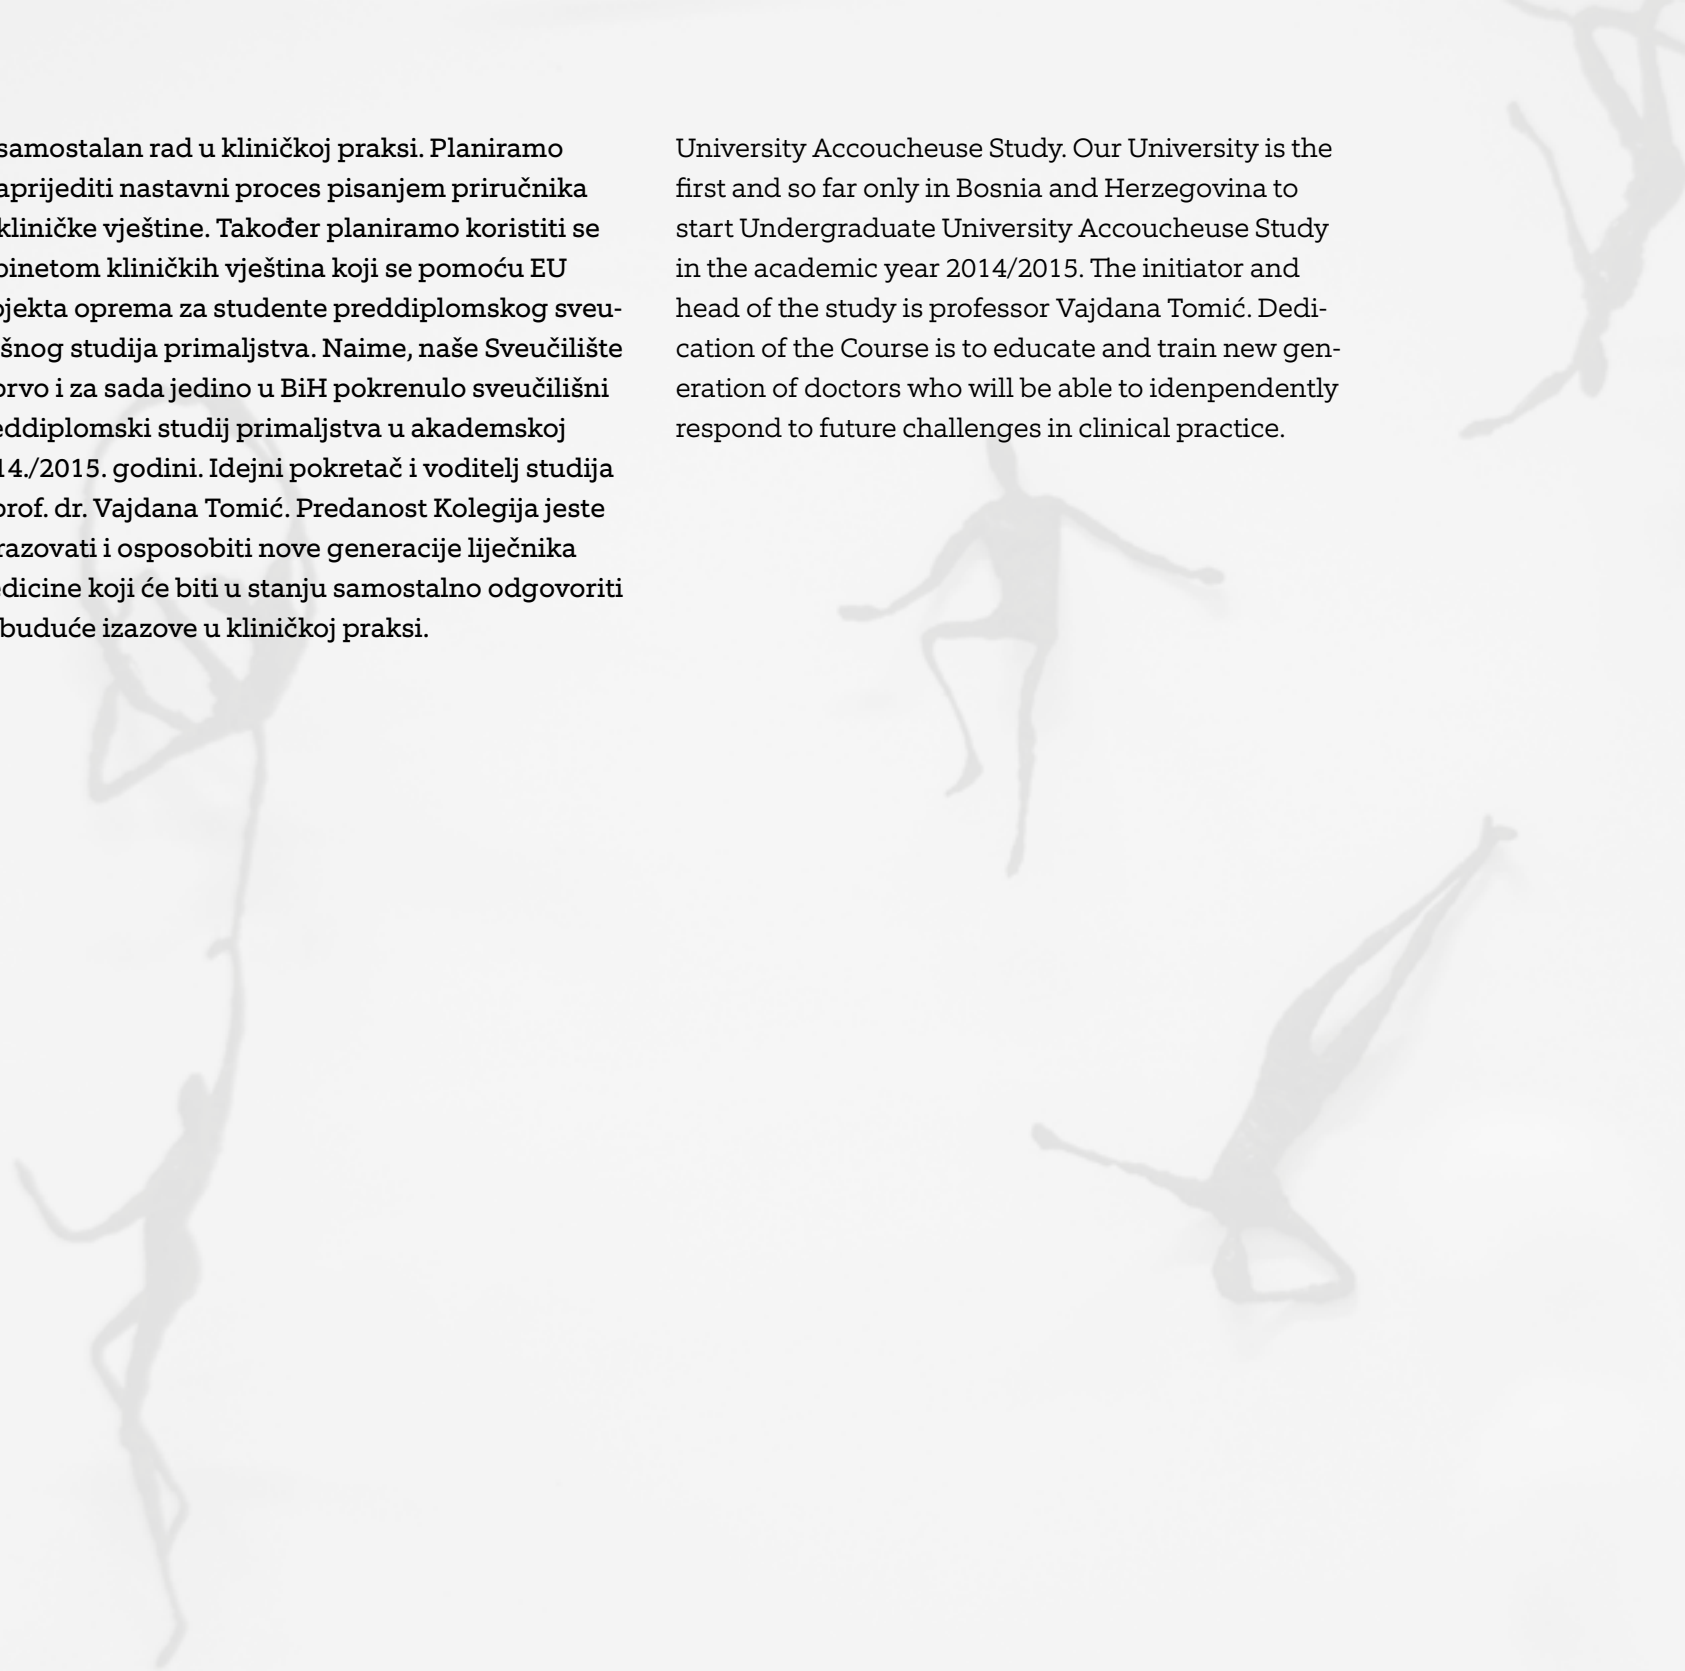 samostalan rad u kliničkoj praksi. Planiramo
nastavni proces pisanjem priručnika
kliničke vještine. Također planiramo koristiti se
kliničkih vještina koji se pomoću EU
oprema za studente preddiplomskog sveu-
studija primaljstva. Naime, naše Sveučilište
prvo i za sada jedino u BiH pokrenulo sveučilišni
studij primaljstva u akademskoj
14./2015. godini. Idejni pokretač i voditelj studija
prof. dr. Vajdana Tomić. Predanost Kolegija jeste
i osposobiti nove generacije liječnika
koji će biti u stanju samostalno odgovoriti
buduće izazove u kliničkoj praksi.
University Accoucheuse Study. Our University is the
first and so far only in Bosnia and Herzegovina to
start Undergraduate University Accoucheuse Study
in the academic year 2014/2015. The initiator and
head of the study is professor Vajdana Tomić. Dedi-
cation of the Course is to educate and train new gen-
eration of doctors who will be able to idenpendently
respond to future challenges in clinical practice.